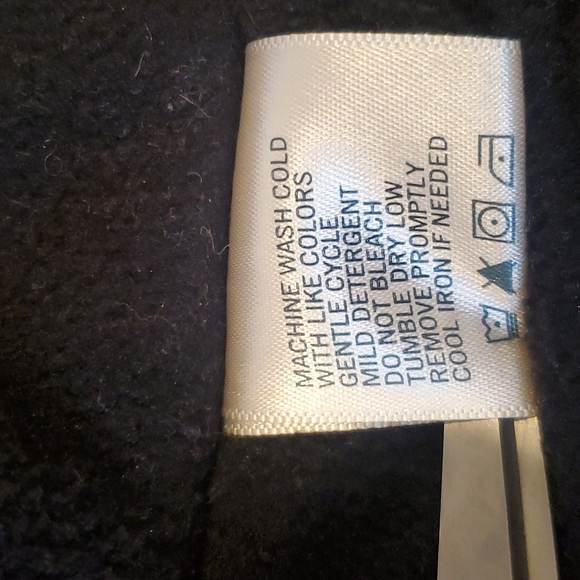 MACHINE WASH COLD
WITH LIKE COLORS
GENTLE CYCLE
MILD DETERGENT
DO NOT BLEACH
TUMBLE DRY LOW
REMOVE PROMPTLY
COOL IRON IF NEEDED